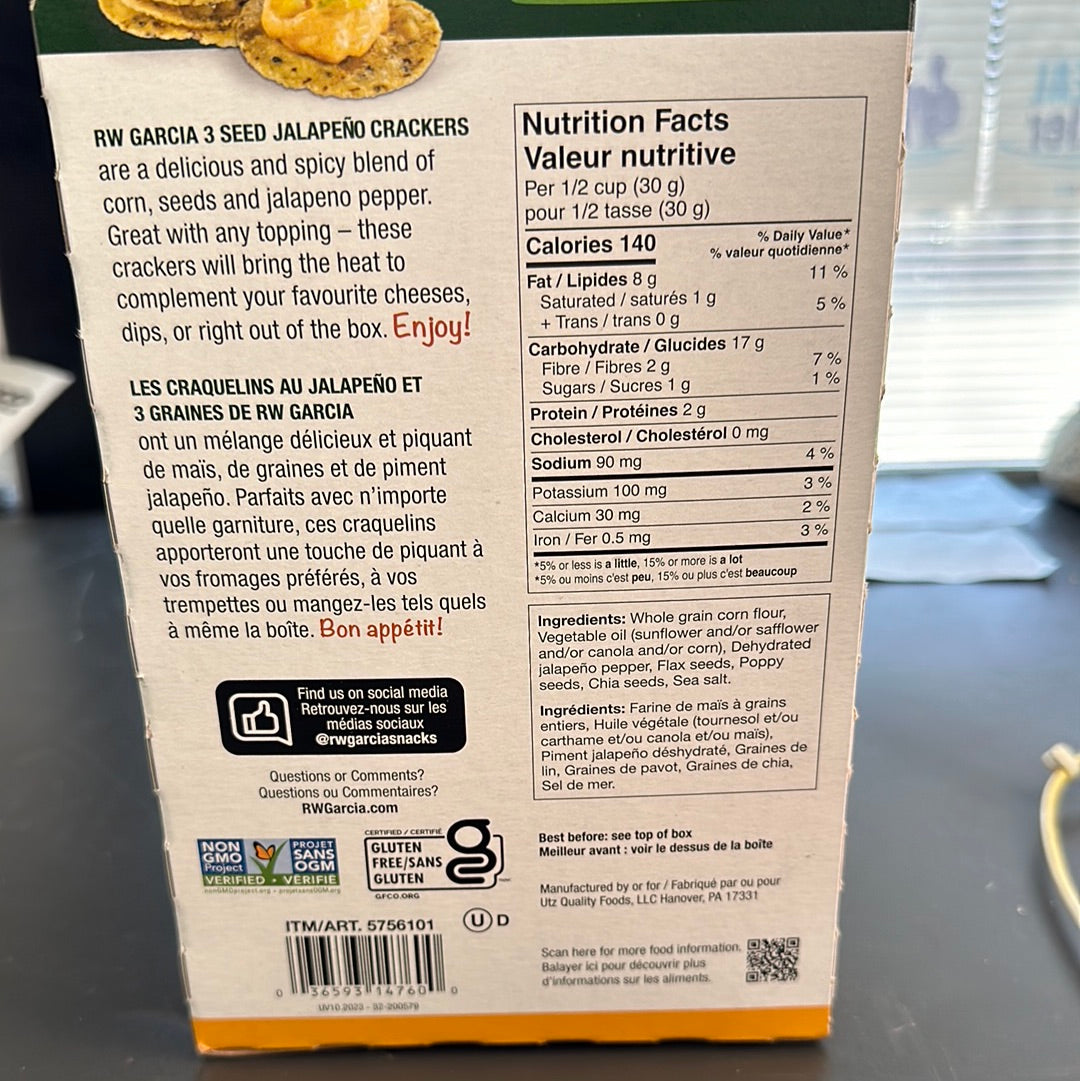 RW GARCIA 3 SEED JALAPEÑO CRACKERS
are a delicious and spicy blend of
corn, seeds and jalapeno pepper.
Great with any topping – these
crackers will bring the heat to
complement your favourite cheeses,
dips, or right out of the box. Enjoy!
LES CRAQUELINS AU JALAPEÑO ET
3 GRAINES DE RW GARCIA
ont un mélange délicieux et piquant
de maïs, de graines et de piment
jalapeño. Parfaits avec n'importe
quelle garniture, ces craquelins
apporteront une touche de piquant à
vos fromages préférés, à vos
trempettes ou mangez-les tels quels
à même la boîte. Bon appétit!
Find us on social media
Retrouvez-nous sur les
médias sociaux
@rwgarciasnacks
Questions or Comments?
Questions ou Commentaires?
RWGarcia.com
NON
GMO
Project
PROJET
SANS
OGM
VERIFIED • VÉRIFIÉ
nonGMOproject.org • projetsansOGM.org
CERTIFIED / CERTIFIÉ
GLUTEN
FREE/SANS
GLUTEN
GFCO.ORG
ITM/ART. 5756101
U D
0 36593 14760 0
UV10.2023 - 32-200579
Nutrition Facts
Valeur nutritive
Per 1/2 cup (30 g)
pour 1/2 tasse (30 g)
Calories 140
% Daily Value*
% valeur quotidienne*
Fat / Lipides 8 g 11 %
Saturated / saturés 1 g
+ Trans / trans 0 g 5 %
Carbohydrate / Glucides 17 g
Fibre / Fibres 2 g 7 %
Sugars / Sucres 1 g 1 %
Protein / Protéines 2 g
Cholesterol / Cholestérol 0 mg
Sodium 90 mg 4 %
Potassium 100 mg 3 %
Calcium 30 mg 2 %
Iron / Fer 0.5 mg 3 %
*5% or less is a little, 15% or more is a lot
*5% ou moins c'est peu, 15% ou plus c'est beaucoup
Ingredients: Whole grain corn flour,
Vegetable oil (sunflower and/or safflower
and/or canola and/or corn), Dehydrated
jalapeño pepper, Flax seeds, Poppy
seeds, Chia seeds, Sea salt.
Ingrédients: Farine de maïs à grains
entiers, Huile végétale (tournesol et/ou
carthame et/ou canola et/ou maïs),
Piment jalapeño déshydraté, Graines de
lin, Graines de pavot, Graines de chia,
Sel de mer.
Best before: see top of box
Meilleur avant : voir le dessus de la boîte
Manufactured by or for / Fabriqué par ou pour
Utz Quality Foods, LLC Hanover, PA 17331
Scan here for more food information.
Balayer ici pour découvrir plus
d'informations sur les aliments.